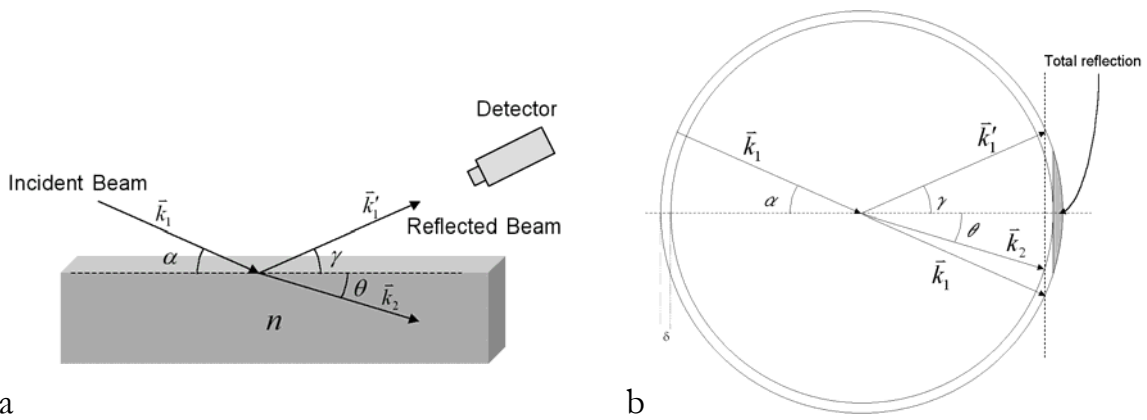 Detector
Incident Beam
k⃗₁
k⃗₁′
Reflected Beam
α
γ
θ
k⃗₂
n
a
Total reflection
k⃗₁
k⃗₁′
α
γ
θ
k⃗₂
k⃗₁
δ
b